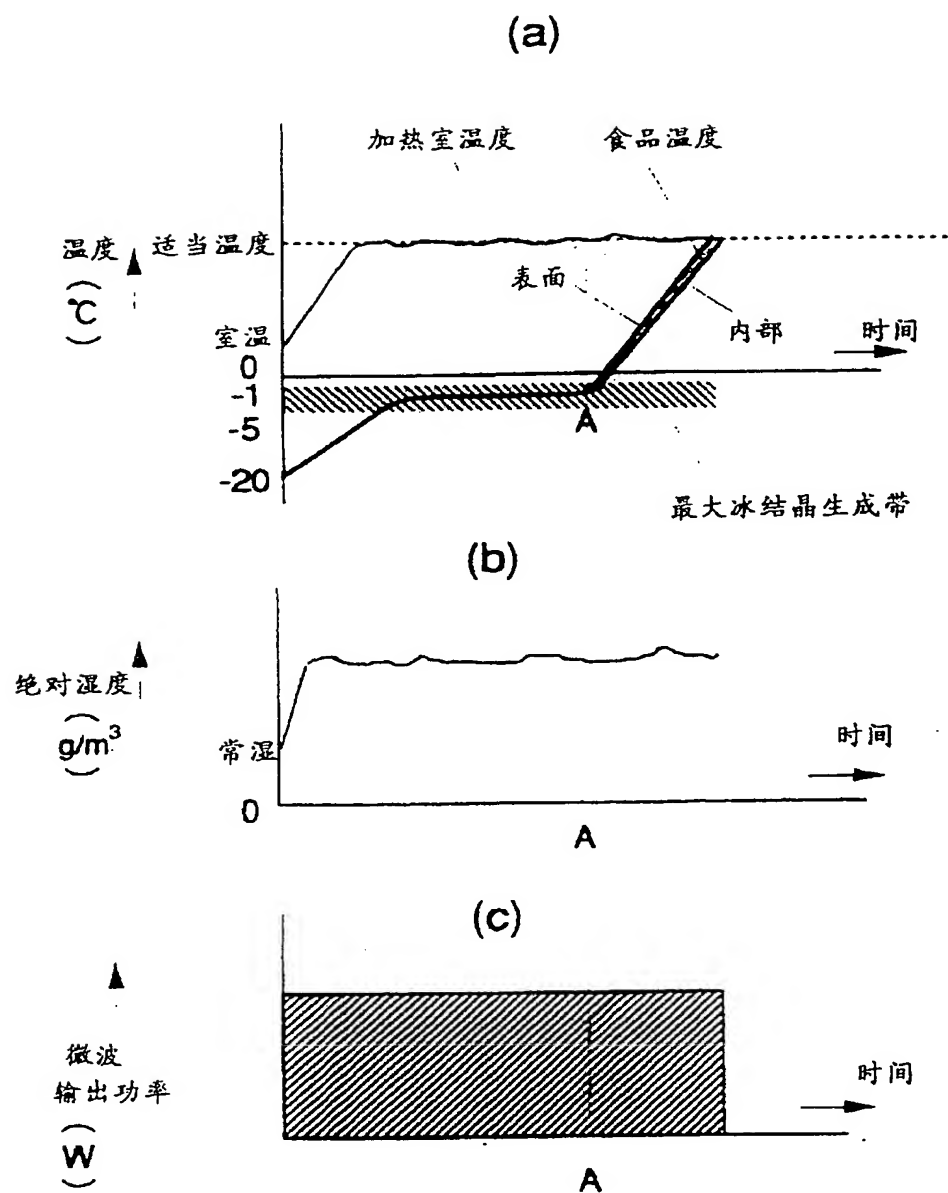 (a)
加热室温度 食品温度
温度 适当温度
(℃)
表面
内部 时间
室温
0
-1
-5
A
-20
最大冰结晶生成带
(b)
绝对湿度
(g/m³)
常湿 时间
0
A
(c)
微波
输出功率 时间
(W)
A